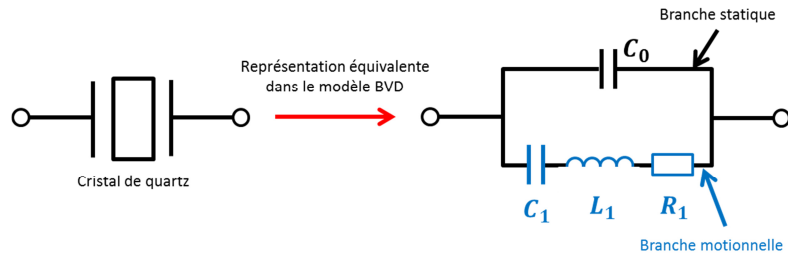 Branche statique
C₀
Représentation équivalente
dans le modèle BVD
Cristal de quartz
C₁ L₁ R₁
Branche motionnelle